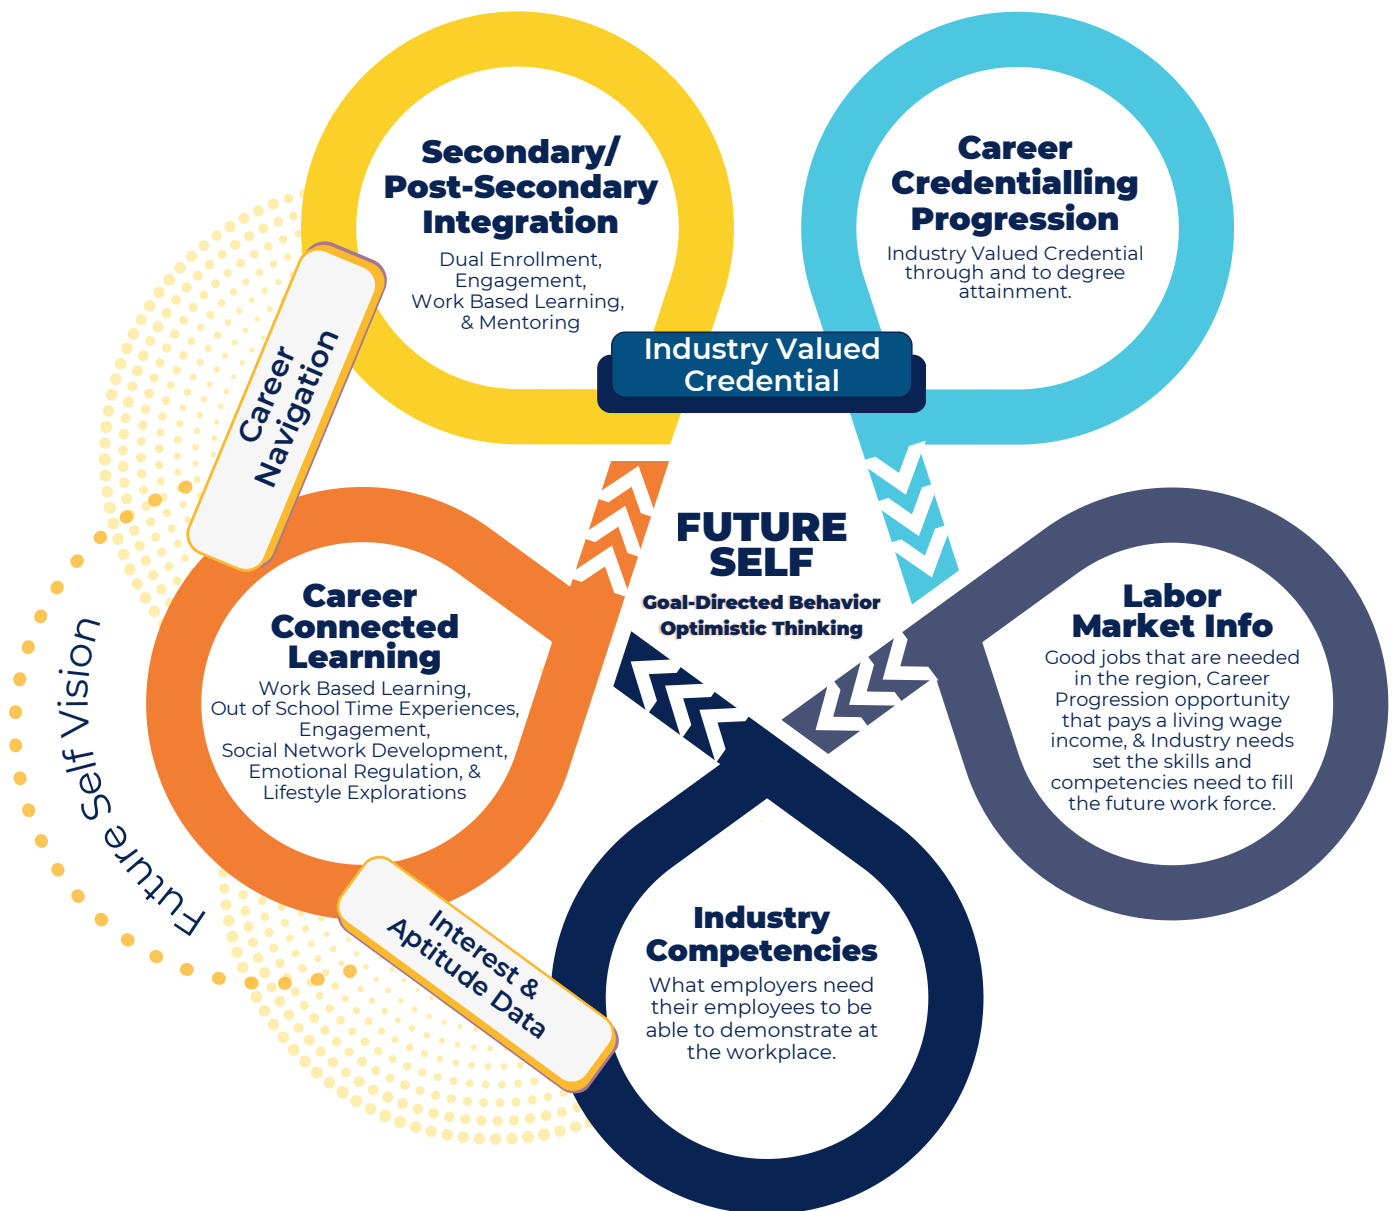 Secondary/
Post-Secondary
Integration
Dual Enrollment,
Engagement,
Work Based Learning,
& Mentoring
Career
Credentialling
Progression
Industry Valued Credential
through and to degree
attainment.
Industry Valued
Credential
Career
Navigation
FUTURE
SELF
Goal-Directed Behavior
Optimistic Thinking
Career
Connected
Learning
Work Based Learning,
Out of School Time Experiences,
Engagement,
Social Network Development,
Emotional Regulation, &
Lifestyle Explorations
Labor
Market Info
Good jobs that are needed
in the region, Career
Progression opportunity
that pays a living wage
income, & Industry needs
set the skills and
competencies need to fill
the future work force.
Future Self Vision
Interest &
Aptitude Data
Industry
Competencies
What employers need
their employees to be
able to demonstrate at
the workplace.